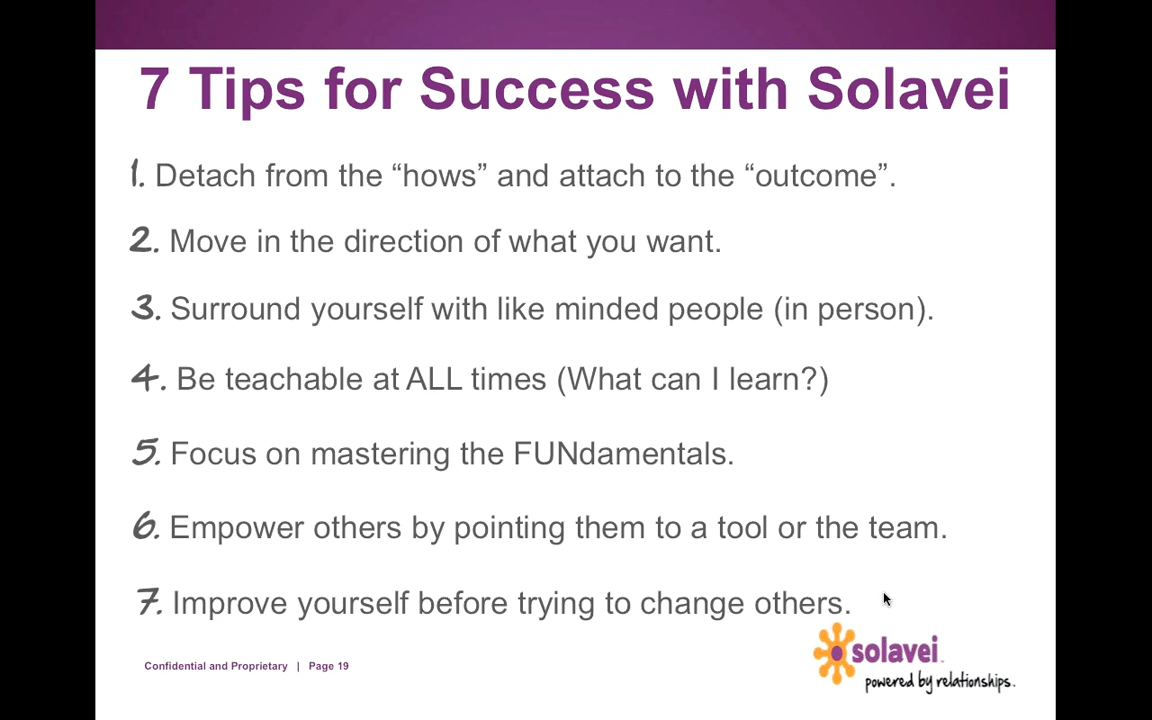 7 Tips for Success with Solavei
1. Detach from the “hows” and attach to the “outcome”.
2. Move in the direction of what you want.
3. Surround yourself with like minded people (in person).
4. Be teachable at ALL times (What can I learn?)
5. Focus on mastering the FUNdamentals.
6. Empower others by pointing them to a tool or the team.
7. Improve yourself before trying to change others.
solavei
Confidential and Proprietary | Page 19
powered by relationships.